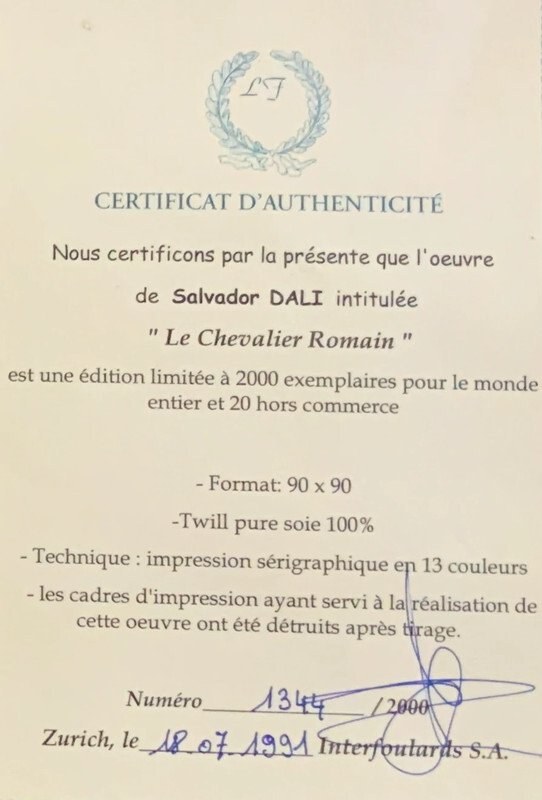 LF
CERTIFICAT D'AUTHENTICITÉ
Nous certificons par la présente que l'oeuvre
de Salvador DALI intitulée
" Le Chevalier Romain "
est une édition limitée à 2000 exemplaires pour le monde
entier et 20 hors commerce
- Format: 90 x 90
-Twill pure soie 100%
- Technique : impression sérigraphique en 13 couleurs
- les cadres d'impression ayant servi à la réalisation de
cette oeuvre ont été détruits après tirage.
Numéro 1344 /2000
Zurich, le 18.07.1991 Interfoulards S.A.